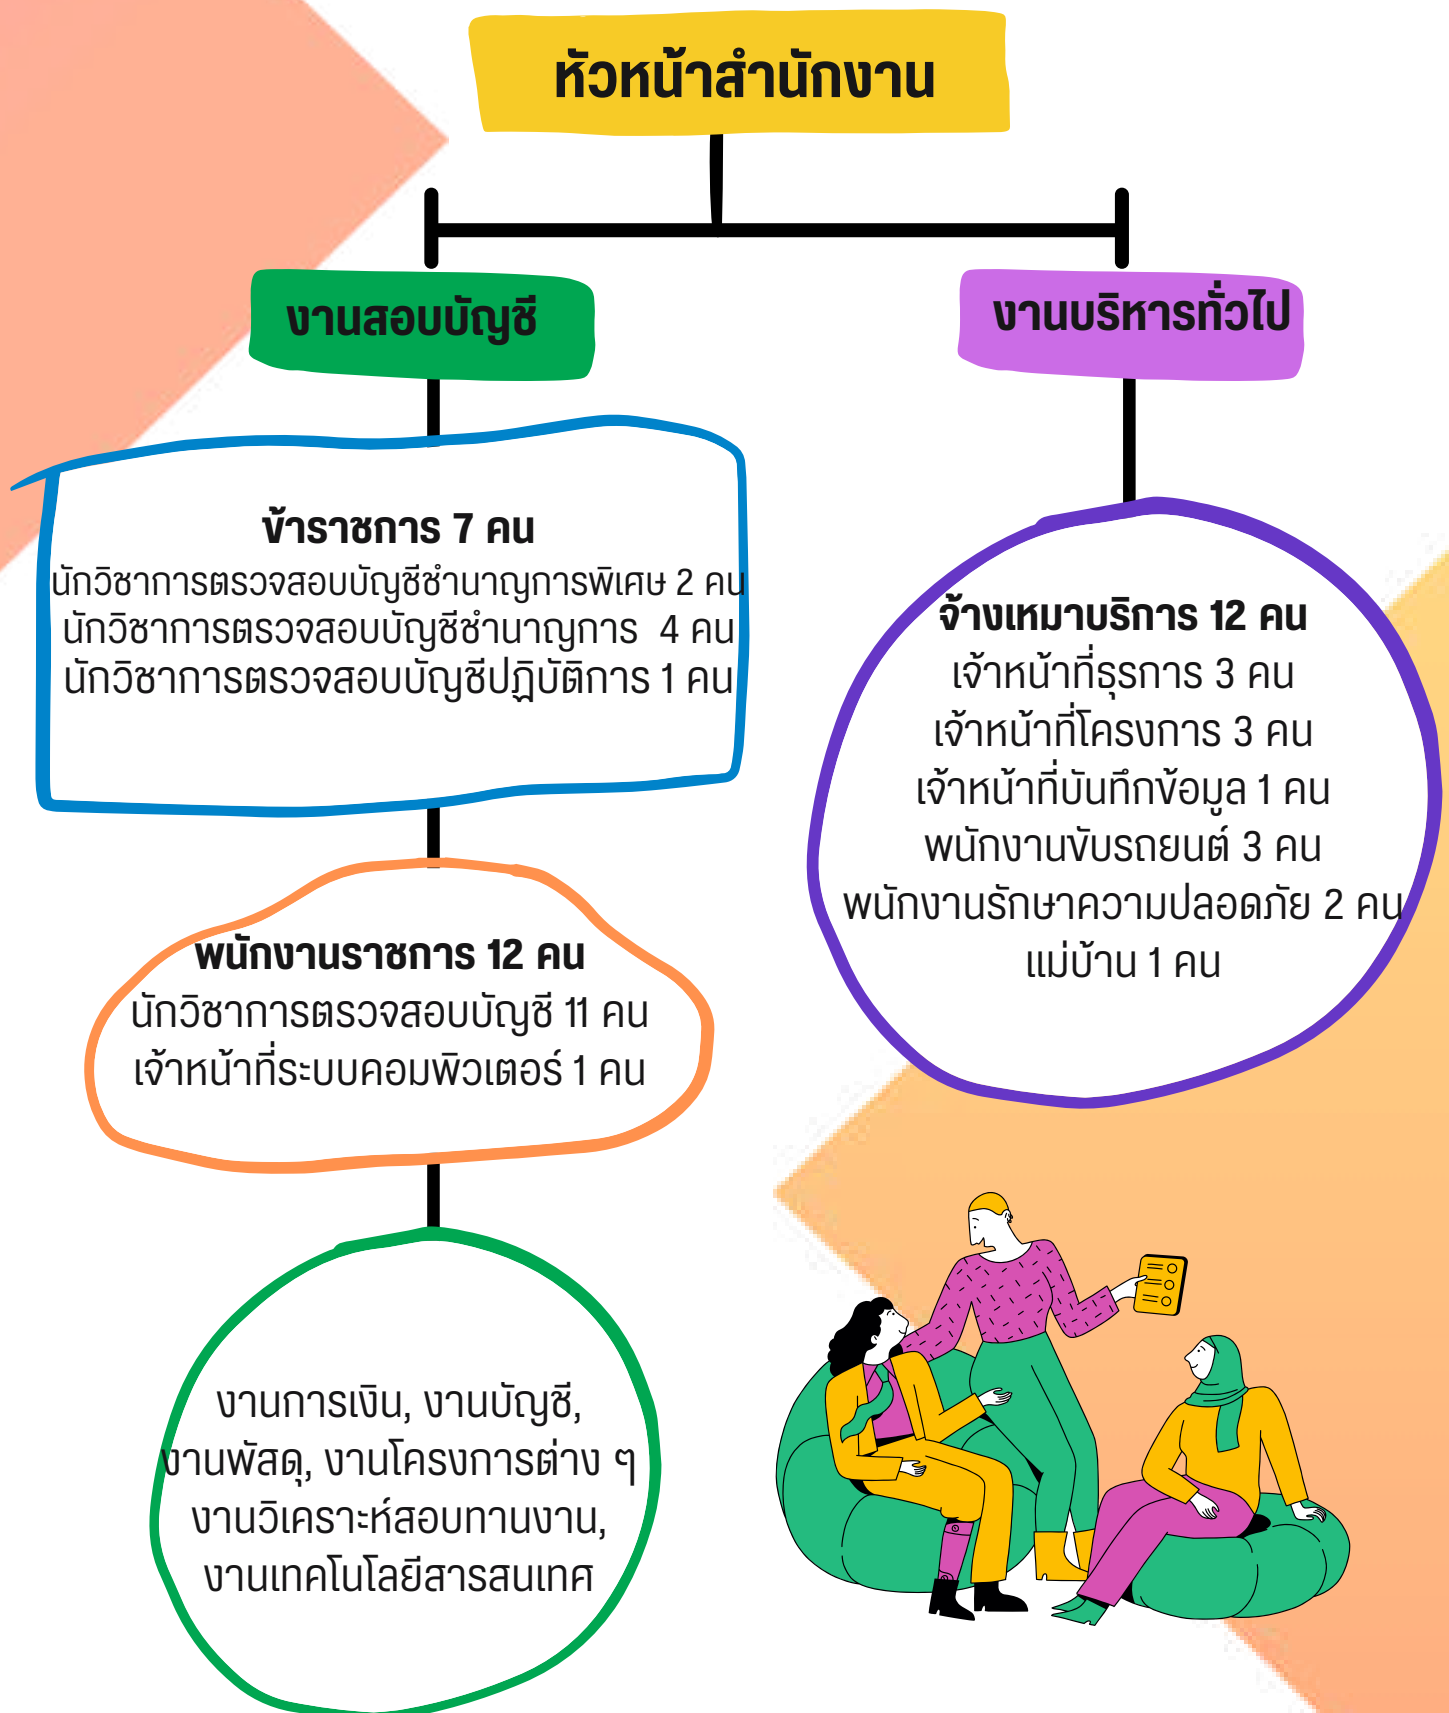 หัวหน้าสำนักงาน
งานสอบบัญชี
งานบริหารทั่วไป
ข้าราชการ 7 คน
นักวิชาการตรวจสอบบัญชีชำนาญการพิเศษ 2 คน
นักวิชาการตรวจสอบบัญชีชำนาญการ 4 คน
นักวิชาการตรวจสอบบัญชีปฏิบัติการ 1 คน
พนักงานราชการ 12 คน
นักวิชาการตรวจสอบบัญชี 11 คน
เจ้าหน้าที่ระบบคอมพิวเตอร์ 1 คน
งานการเงิน, งานบัญชี,
งานพัสดุ, งานโครงการต่าง ๆ
งานวิเคราะห์สอบทานงาน,
งานเทคโนโลยีสารสนเทศ
จ้างเหมาบริการ 12 คน
เจ้าหน้าที่ธุรการ 3 คน
เจ้าหน้าที่โครงการ 3 คน
เจ้าหน้าที่บันทึกข้อมูล 1 คน
พนักงานขับรถยนต์ 3 คน
พนักงานรักษาความปลอดภัย 2 คน
แม่บ้าน 1 คน